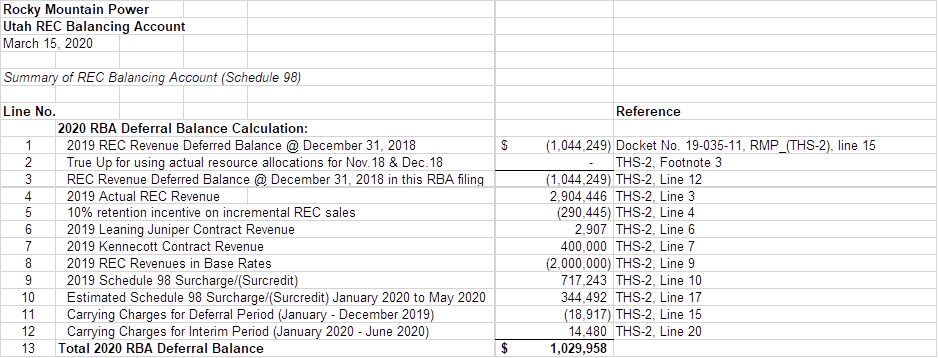 Rocky Mountain Power
Utah REC Balancing Account
March 15, 2020
Summary of REC Balancing Account (Schedule 98)
Line No. Reference
2020 RBA Deferral Balance Calculation:
1 2019 REC Revenue Deferred Balance @ December 31, 2018 $ (1,044,249) Docket No. 19-035-11, RMP_(THS-2), line 15
2 True Up for using actual resource allocations for Nov.18 & Dec.18 - THS-2, Footnote 3
3 REC Revenue Deferred Balance @ December 31, 2018 in this RBA filing (1,044,249) THS-2, Line 12
4 2019 Actual REC Revenue 2,904,446 THS-2, Line 3
5 10% retention incentive on incremental REC sales (290,445) THS-2, Line 4
6 2019 Leaning Juniper Contract Revenue 2,907 THS-2, Line 6
7 2019 Kennecott Contract Revenue 400,000 THS-2, Line 7
8 2019 REC Revenues in Base Rates (2,000,000) THS-2, Line 9
9 2019 Schedule 98 Surcharge/(Surcredit) 717,243 THS-2, Line 10
10 Estimated Schedule 98 Surcharge/(Surcredit) January 2020 to May 2020 344,492 THS-2, Line 17
11 Carrying Charges for Deferral Period (January - December 2019) (18,917) THS-2, Line 15
12 Carrying Charges for Interim Period (January 2020 - June 2020) 14,480 THS-2, Line 20
13 Total 2020 RBA Deferral Balance $ 1,029,958